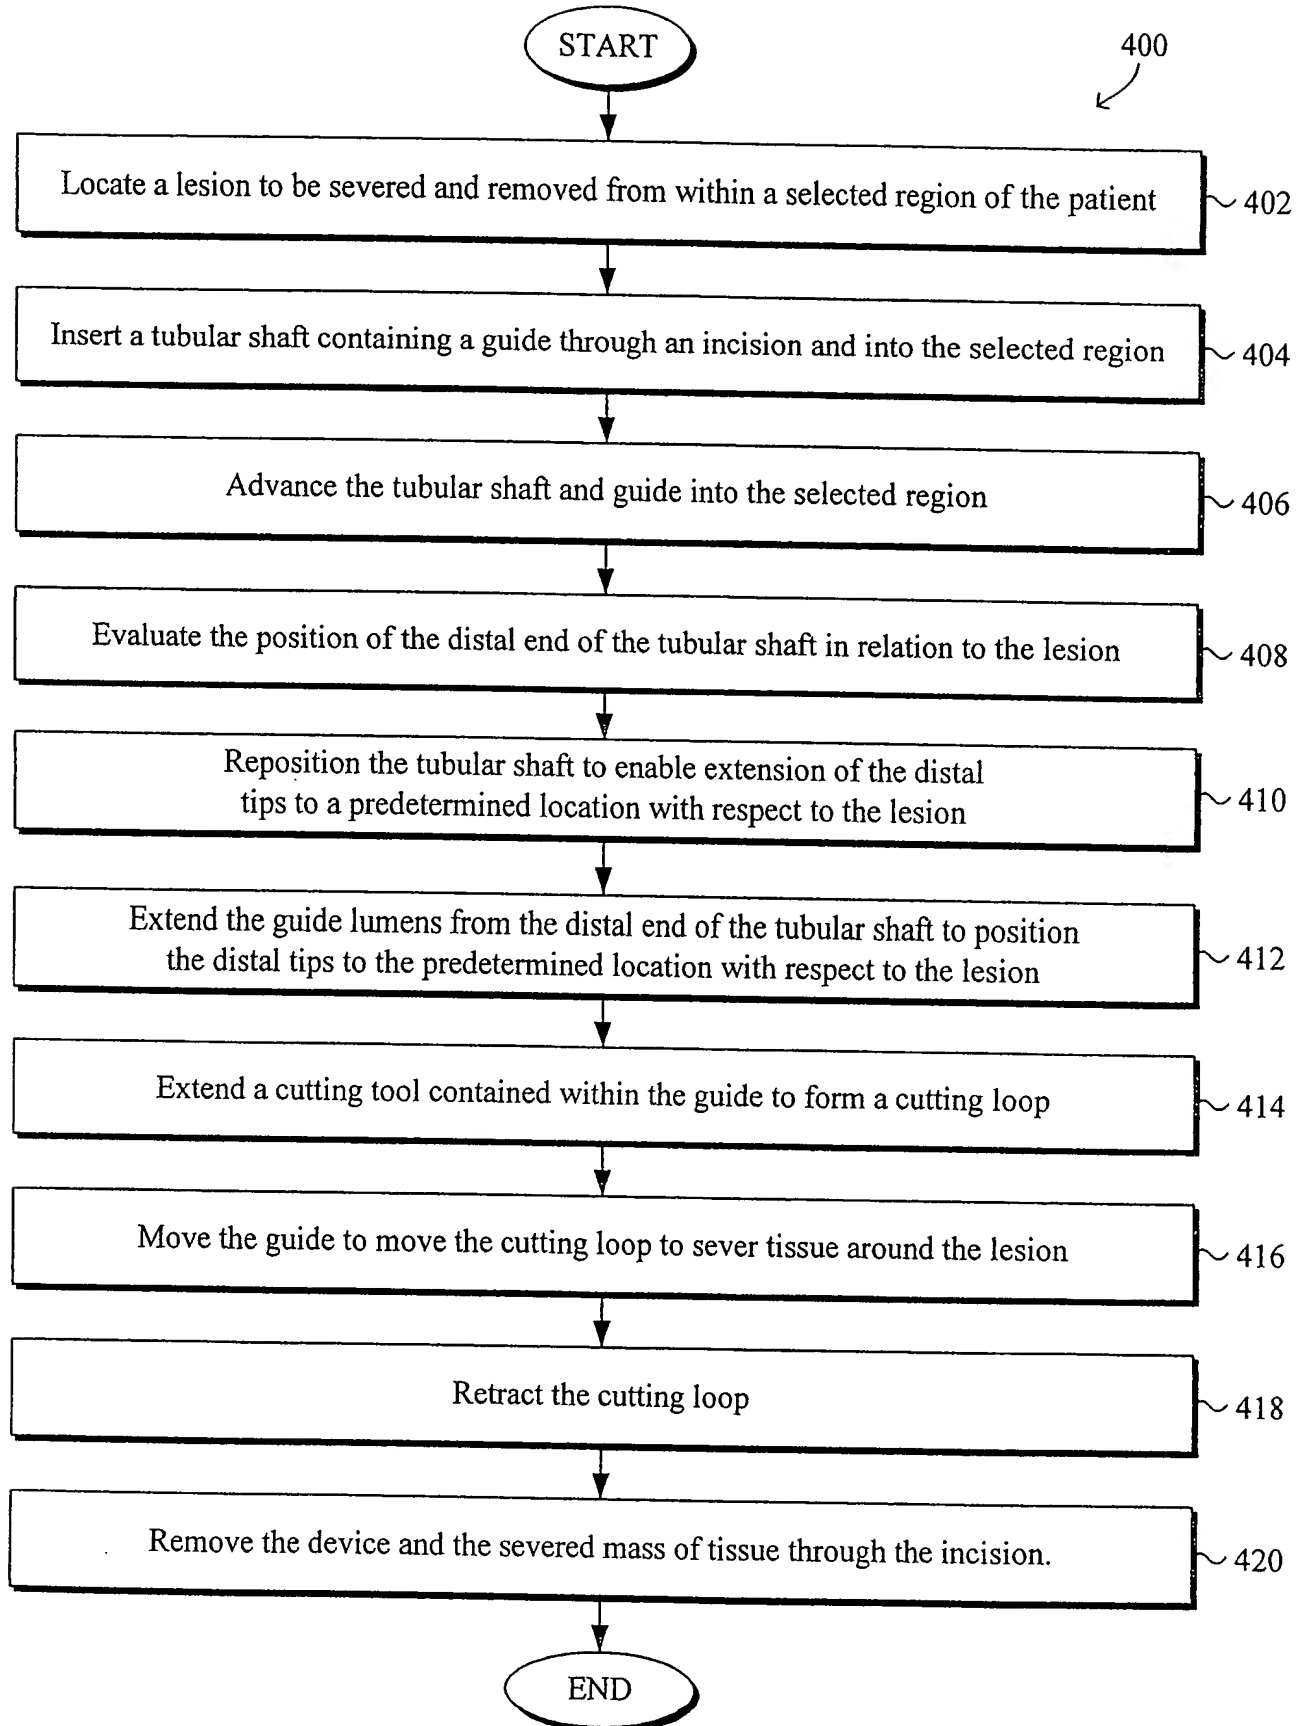 START
400
Locate a lesion to be severed and removed from within a selected region of the patient
402
Insert a tubular shaft containing a guide through an incision and into the selected region
404
Advance the tubular shaft and guide into the selected region
406
Evaluate the position of the distal end of the tubular shaft in relation to the lesion
408
Reposition the tubular shaft to enable extension of the distal
tips to a predetermined location with respect to the lesion
410
Extend the guide lumens from the distal end of the tubular shaft to position
the distal tips to the predetermined location with respect to the lesion
412
Extend a cutting tool contained within the guide to form a cutting loop
414
Move the guide to move the cutting loop to sever tissue around the lesion
416
Retract the cutting loop
418
Remove the device and the severed mass of tissue through the incision.
420
END